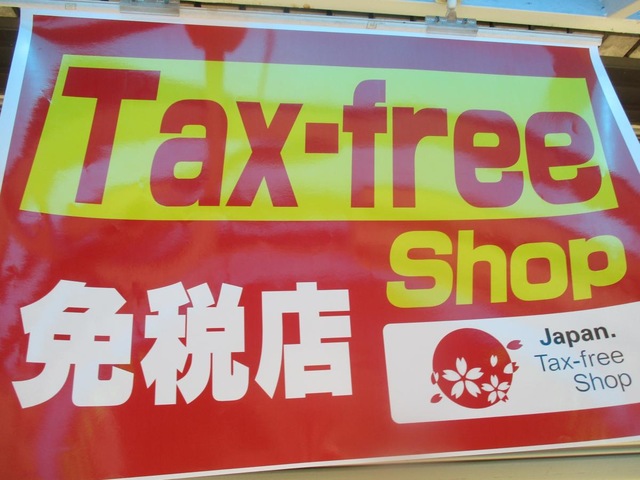 Tax-free
Shop
免税店
Japan.
Tax-free
Shop